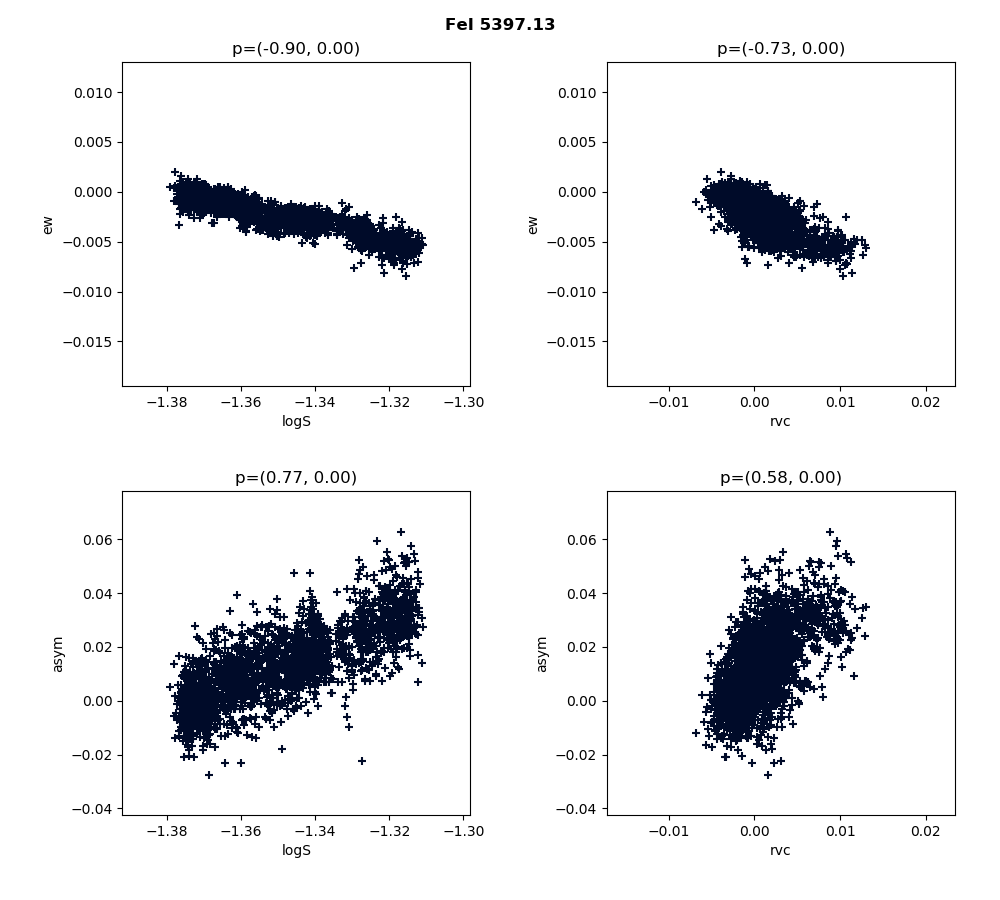 FeI 5397.13
p=(-0.90, 0.00)
0.010
0.005
0.000
−0.005
−0.010
−0.015
ew
−1.38 −1.36 −1.34 −1.32 −1.30
logS
p=(-0.73, 0.00)
0.010
0.005
0.000
−0.005
−0.010
−0.015
ew
−0.01 0.00 0.01 0.02
rvc
p=(0.77, 0.00)
0.06
0.04
0.02
0.00
−0.02
−0.04
asym
−1.38 −1.36 −1.34 −1.32 −1.30
logS
p=(0.58, 0.00)
0.06
0.04
0.02
0.00
−0.02
−0.04
asym
−0.01 0.00 0.01 0.02
rvc